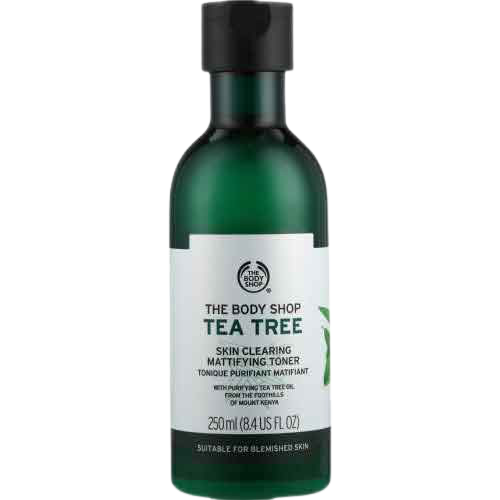 THE
BODY
SHOP
®
THE BODY SHOP
TEA TREE
SKIN CLEARING
MATTIFYING TONER
TONIQUE PURIFIANT MATIFIANT
WITH PURIFYING TEA TREE OIL
FROM THE FOOTHILLS
OF MOUNT KENYA
250 ml (8.4 US FL OZ)
SUITABLE FOR BLEMISHED SKIN